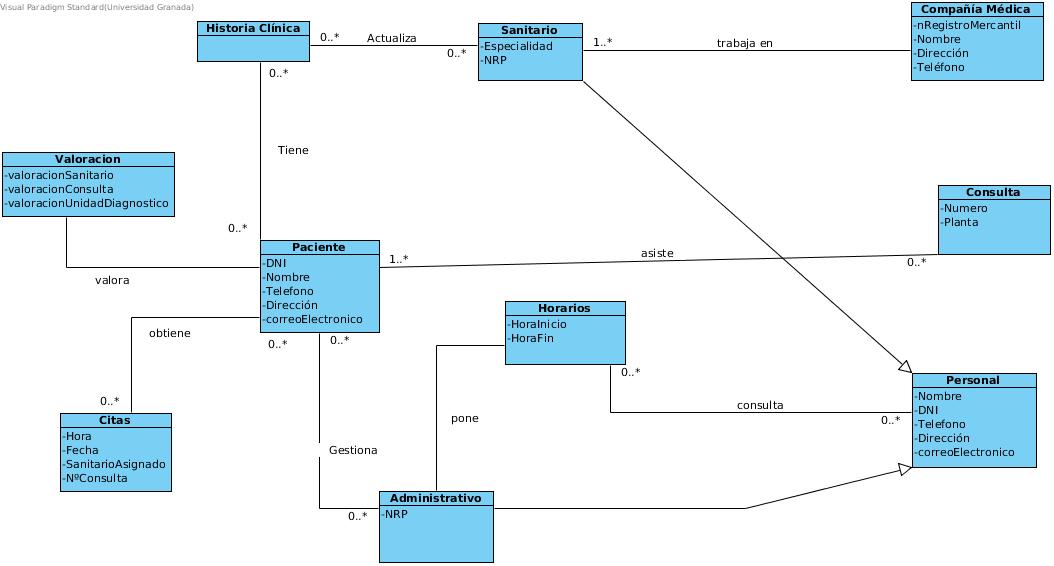 Visual Paradigm Standard(Universidad Granada)
Historia Clínica
0..*
Actualiza
0..*
Sanitario
-Especialidad
-NRP
1..*
trabaja en
Compañía Médica
-nRegistroMercantil
-Nombre
-Dirección
-Teléfono
0..*
Tiene
0..*
Valoracion
-valoracionSanitario
-valoracionConsulta
-valoracionUnidadDiagnostico
valora
Paciente
-DNI
-Nombre
-Telefono
-Dirección
-correoElectronico
1..*
asiste
0..*
Consulta
-Numero
-Planta
obtiene
0..*
0..*
0..*
Horarios
-HoraInicio
-HoraFin
0..*
consulta
0..*
Personal
-Nombre
-DNI
-Telefono
-Dirección
-correoElectronico
Citas
-Hora
-Fecha
-SanitarioAsignado
-NºConsulta
pone
Gestiona
0..*
Administrativo
-NRP